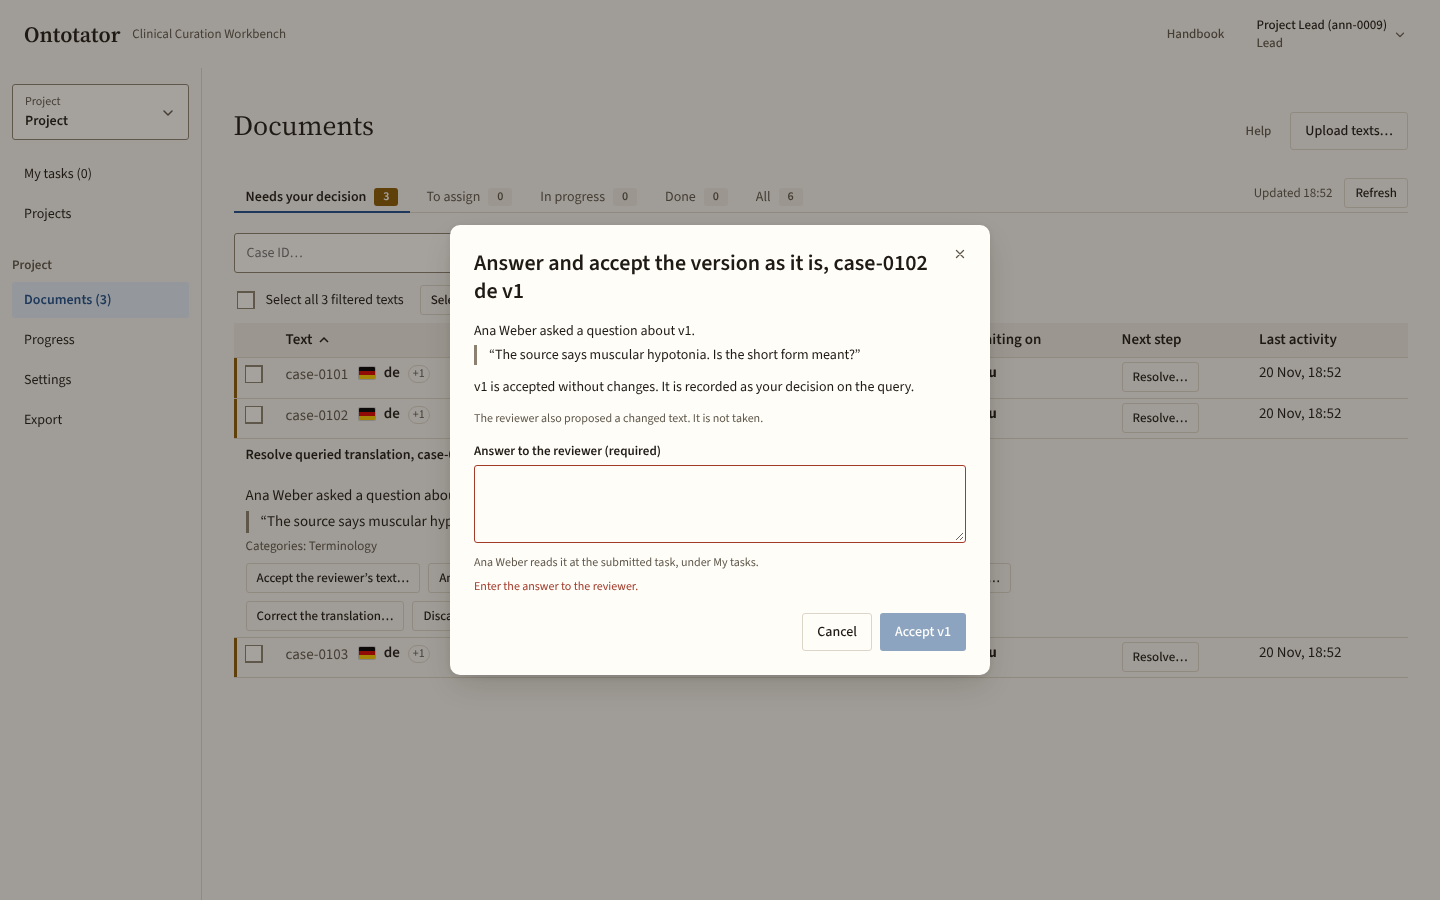 Ontotator Clinical Curation Workbench
Handbook
Project Lead (ann-0009)
Lead
Project
Project
My tasks (0)
Projects
Project
Documents (3)
Progress
Settings
Export
Documents
Help
Upload texts…
Needs your decision 3
To assign 0
In progress 0
Done 0
All 6
Updated 18:52
Refresh
Case ID…
Select all 3 filtered texts
Text
on
Next step
Last activity
case-0101 de +1
Resolve…
20 Nov, 18:52
case-0102 de +1
Resolve…
20 Nov, 18:52
Resolve queried translation,
Ana Weber asked a question
“The source says muscular
Categories: Terminology
Accept the reviewer’s text…
Correct the translation…
case-0103 de +1
Resolve…
20 Nov, 18:52
Answer and accept the version as it is, case-0102
de v1
×
Ana Weber asked a question about v1.
“The source says muscular hypotonia. Is the short form meant?”
v1 is accepted without changes. It is recorded as your decision on the query.
The reviewer also proposed a changed text. It is not taken.
Answer to the reviewer (required)
Ana Weber reads it at the submitted task, under My tasks.
Enter the answer to the reviewer.
Cancel
Accept v1